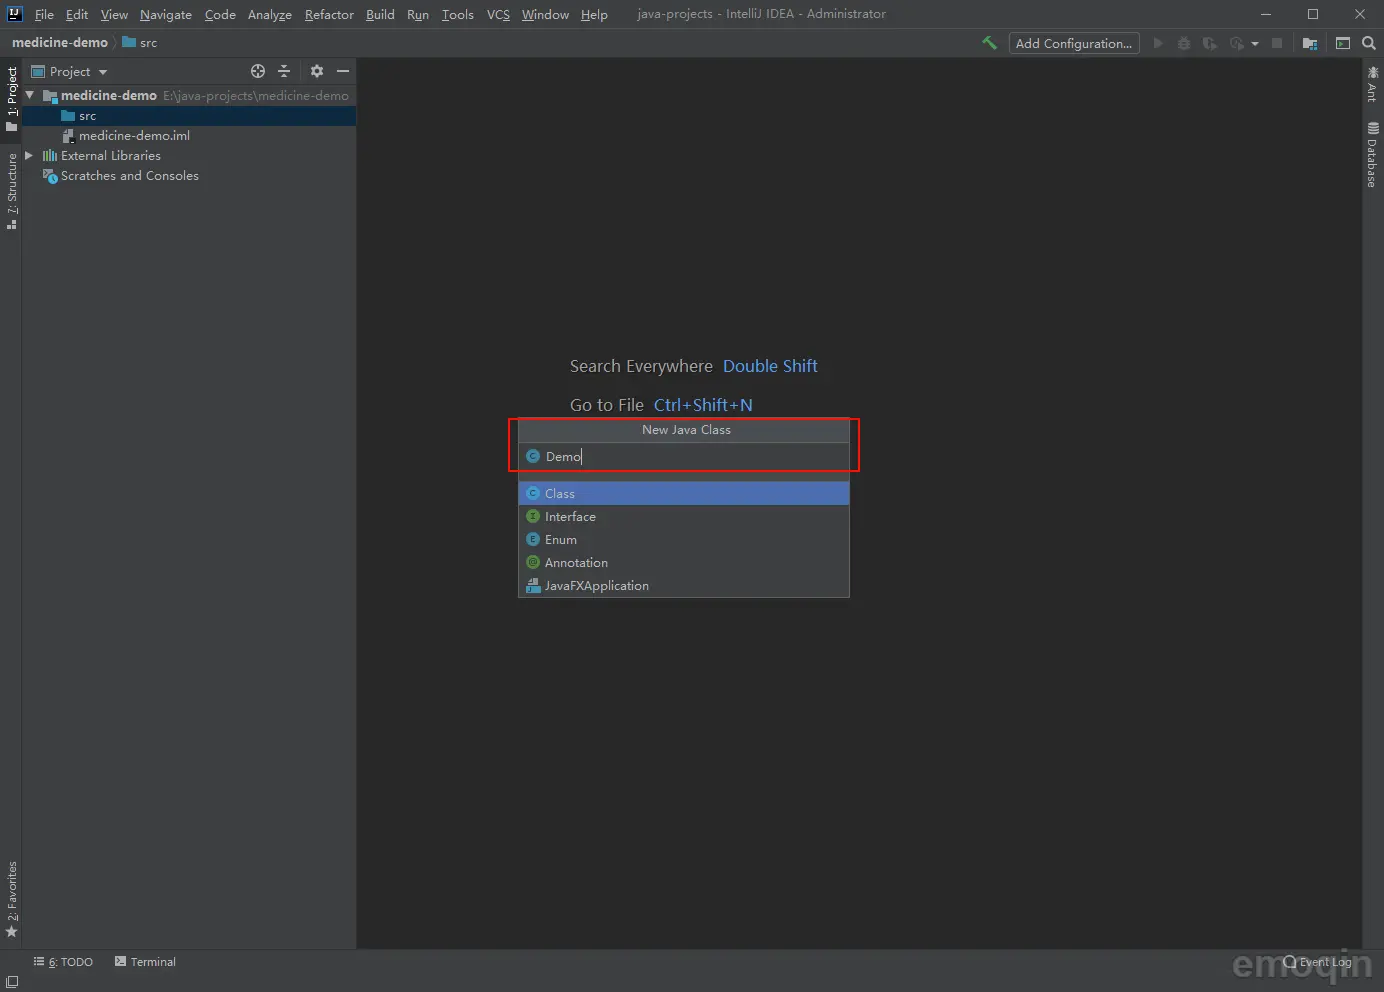 IJ File Edit View Navigate Code Analyze Refactor Build Run Tools VCS Window Help java-projects - IntelliJ IDEA - Administrator
medicine-demo src Add Configuration...
Project
medicine-demo E:\java-projects\medicine-demo
src
medicine-demo.iml
External Libraries
Scratches and Consoles
1: Project
7: Structure
2: Favorites
Ant
Database
Search Everywhere Double Shift
Go to File Ctrl+Shift+N
New Java Class
C Demo
C Class
I Interface
E Enum
@ Annotation
JavaFXApplication
6: TODO Terminal Event Log
emoqin